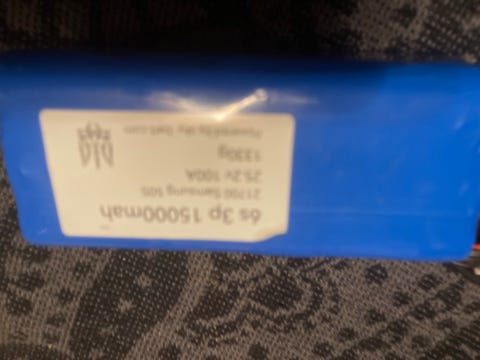 6s 3p 15000mah
21700 Samsung 50S
25.2v 100A
1330g